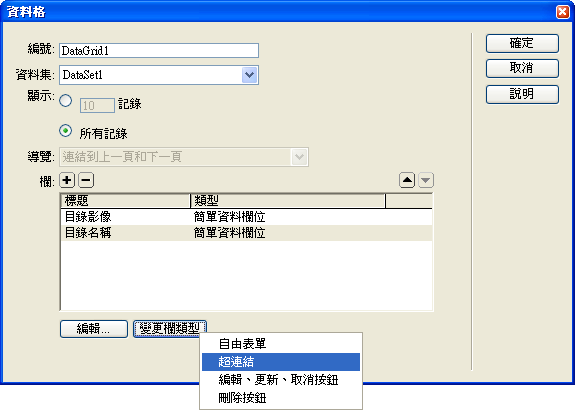 資料格
編號: DataGrid1
確定
資料集: DataSet1
取消
顯示: 10 記錄
說明
所有記錄
導覽: 連結到上一頁和下一頁
欄:
標題 類型
目錄影像 簡單資料欄位
目錄名稱 簡單資料欄位
編輯... 變更欄類型
自由表單
超連結
編輯、更新、取消按鈕
刪除按鈕